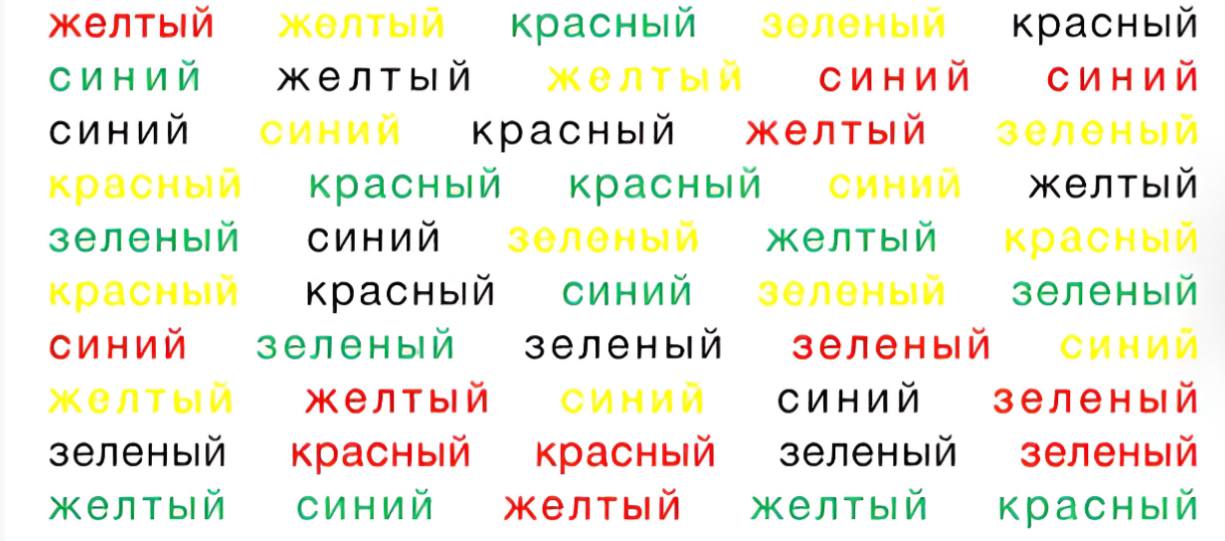 желтый желтый красный зеленый красный
синий желтый желтый синий синий
синий синий красный желтый зеленый
красный красный красный синий желтый
зеленый синий зеленый желтый красный
красный красный синий зеленый зеленый
синий зеленый зеленый зеленый синий
желтый желтый синий синий зеленый
зеленый красный красный зеленый зеленый
желтый синий желтый желтый красный